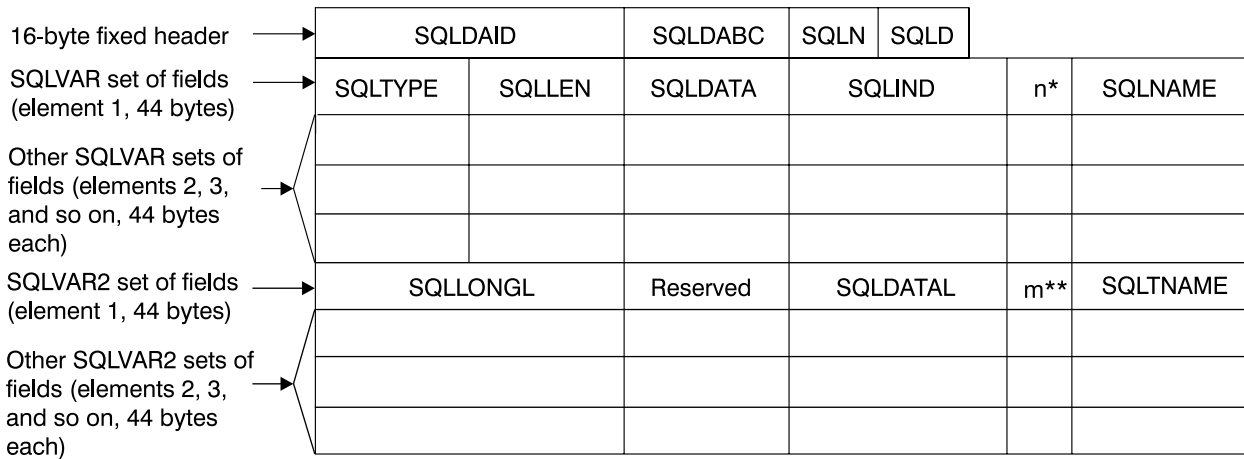 16-byte fixed header
SQLDAID SQLDABC SQLN SQLD
SQLVAR set of fields
(element 1, 44 bytes)
SQLTYPE SQLLEN SQLDATA SQLIND n* SQLNAME
Other SQLVAR sets of
fields (elements 2, 3,
and so on, 44 bytes
each)
SQLVAR2 set of fields
(element 1, 44 bytes)
SQLLONGL Reserved SQLDATAL m** SQLTNAME
Other SQLVAR2 sets of
fields (elements 2, 3,
and so on, 44 bytes
each)